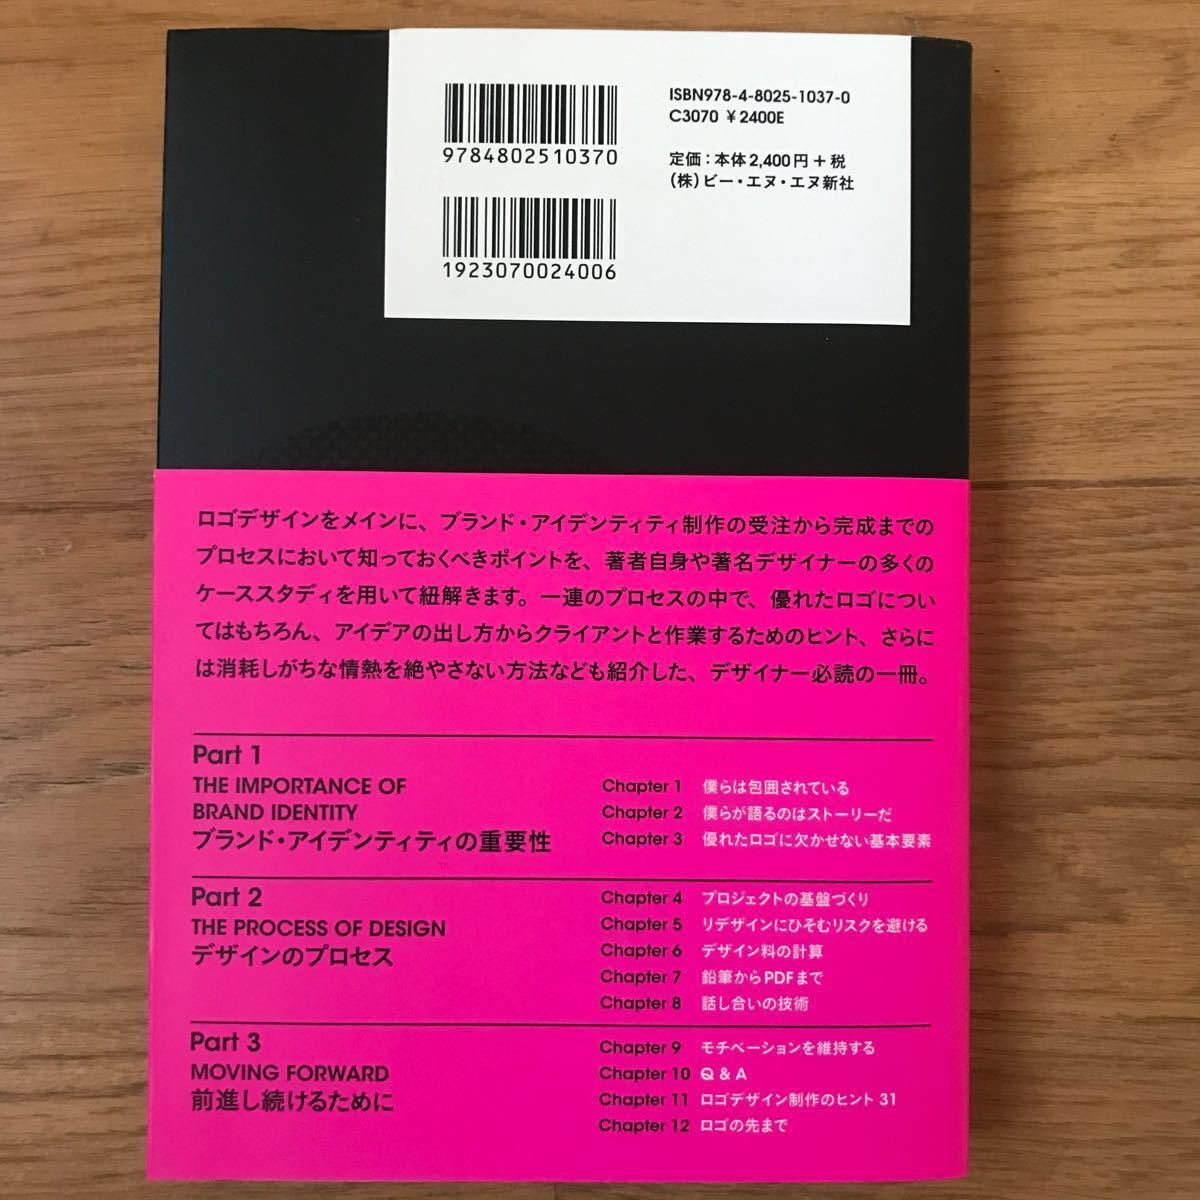 9784802510370
1923070024006
ISBN978-4-8025-1037-0
C3070 ¥2400E
定価：本体2,400円＋税
（株）ビー・エヌ・エヌ新社
ロゴデザインをメインに、ブランド・アイデンティティ制作の受注から完成までの
プロセスにおいて知っておくべきポイントを、著者自身や著名デザイナーの多くの
ケーススタディを用いて紐解きます。一連のプロセスの中で、優れたロゴについ
てはもちろん、アイデアの出し方からクライアントと作業するためのヒント、さらに
は消耗しがちな情熱を絶やさない方法なども紹介した、デザイナー必読の一冊。
Part 1
THE IMPORTANCE OF
BRAND IDENTITY
ブランド・アイデンティティの重要性
Chapter 1 僕らは包囲されている
Chapter 2 僕らが語るのはストーリーだ
Chapter 3 優れたロゴに欠かせない基本要素
Part 2
THE PROCESS OF DESIGN
デザインのプロセス
Chapter 4 プロジェクトの基盤づくり
Chapter 5 リデザインにひそむリスクを避ける
Chapter 6 デザイン料の計算
Chapter 7 鉛筆からPDFまで
Chapter 8 話し合いの技術
Part 3
MOVING FORWARD
前進し続けるために
Chapter 9 モチベーションを維持する
Chapter 10 Q & A
Chapter 11 ロゴデザイン制作のヒント 31
Chapter 12 ロゴの先まで